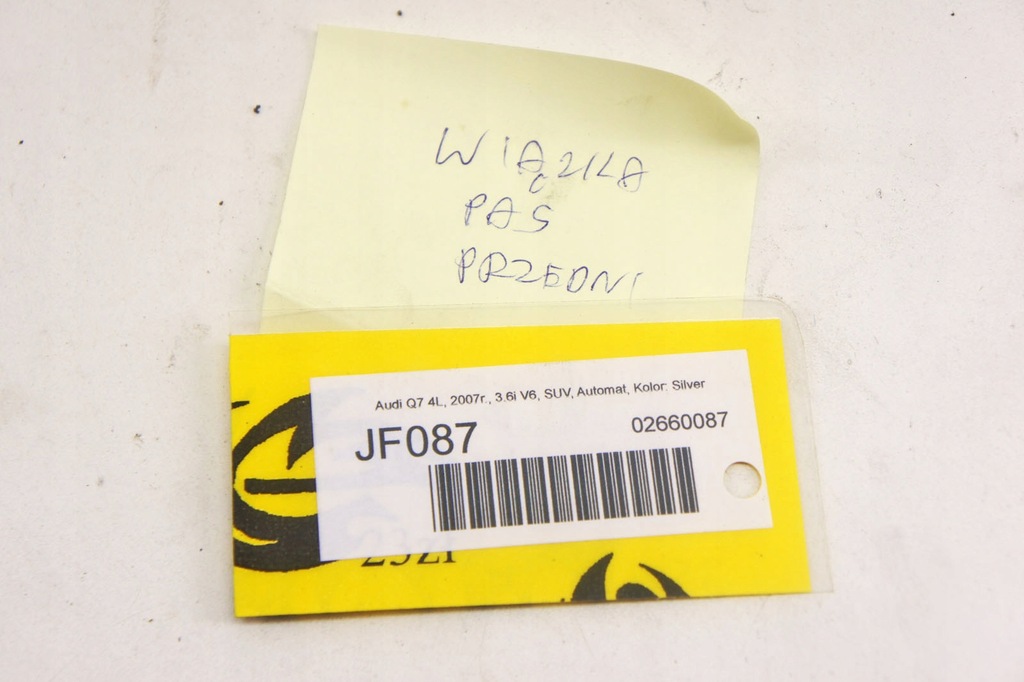 WIĄZKA
PAS
PRZEDNI
Audi Q7 4L, 2007r., 3.6i V6, SUV, Automat, Kolor: Silver
JF087
02660087